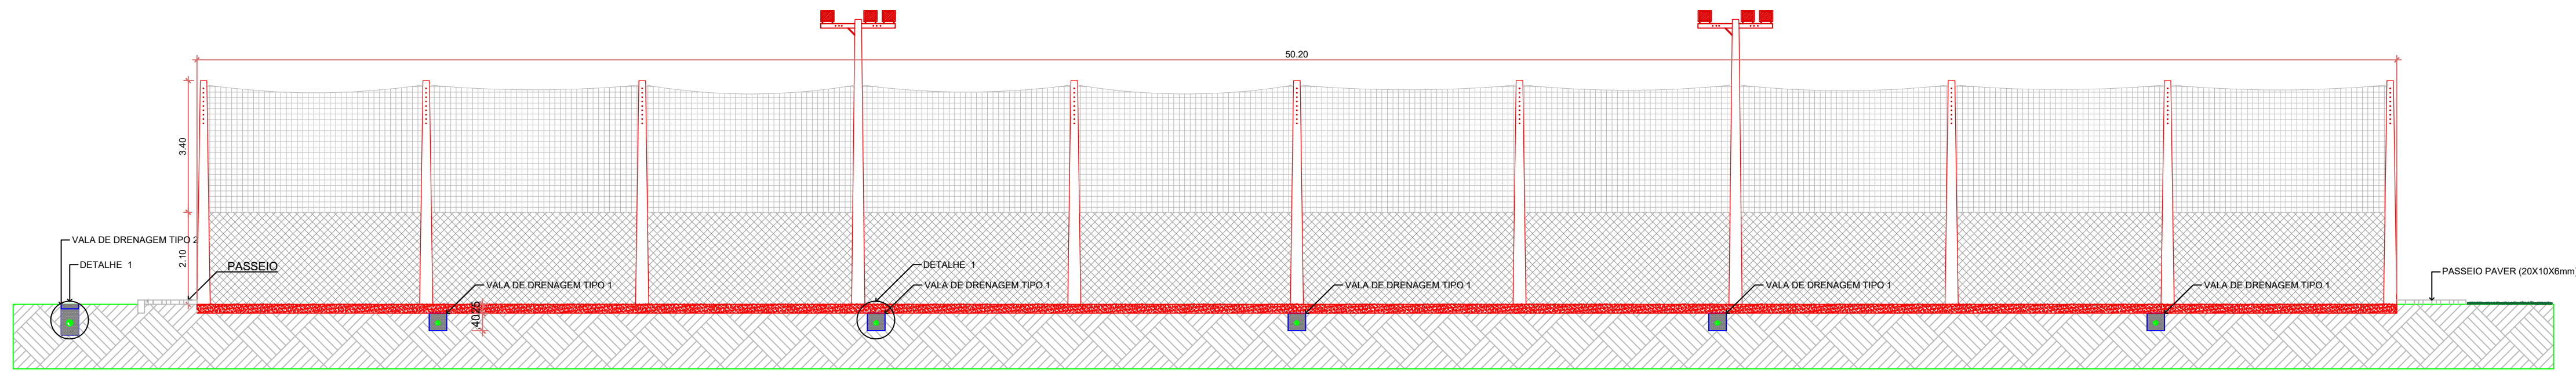 50.20
3.40
2.10
VALA DE DRENAGEM TIPO 2
DETALHE 1
PASSEIO
VALA DE DRENAGEM TIPO 1
.40
.25
DETALHE 1
VALA DE DRENAGEM TIPO 1
VALA DE DRENAGEM TIPO 1
VALA DE DRENAGEM TIPO 1
VALA DE DRENAGEM TIPO 1
PASSEIO PAVER (20X10X6mm)